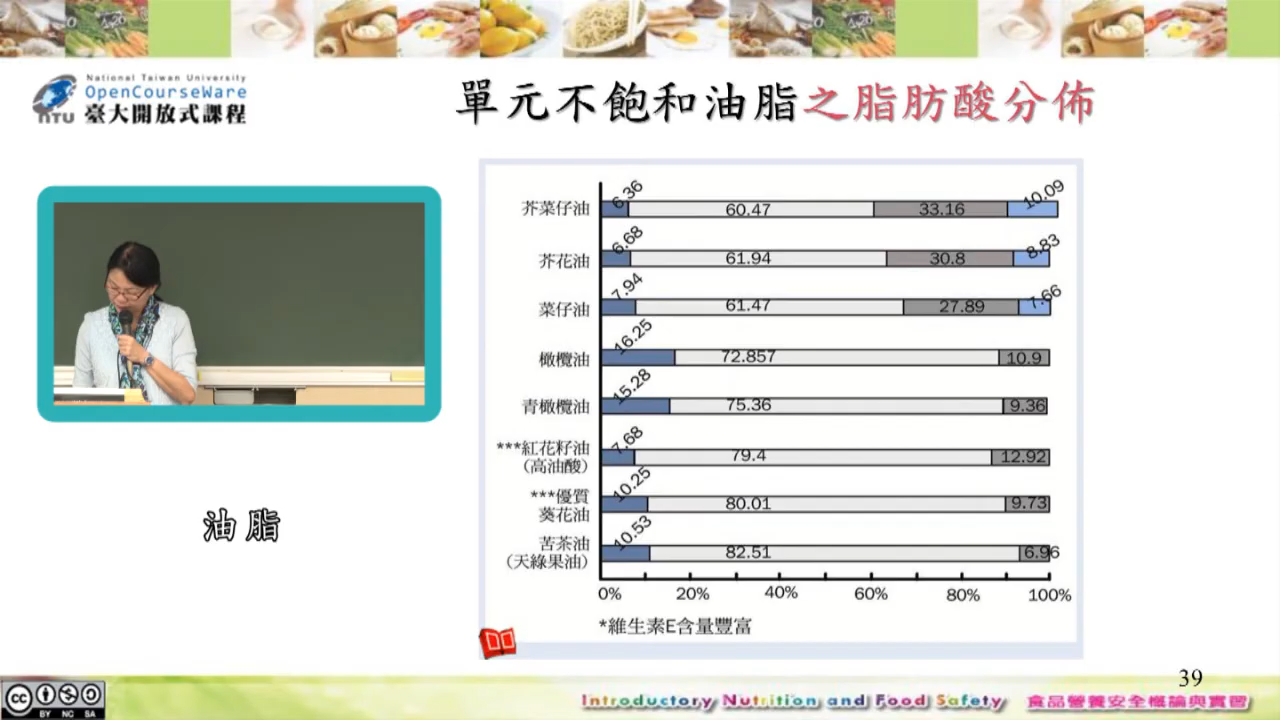 National Taiwan University
OpenCourseWare
NTU 臺大開放式課程
單元不飽和油脂之脂肪酸分佈
芥菜仔油 6.36 60.47 33.16 10.09
芥花油 6.68 61.94 30.8 8.83
菜仔油 7.94 61.47 27.89 7.66
橄欖油 16.25 72.857 10.9
青橄欖油 15.28 75.36 9.36
***紅花籽油
（高油酸） 7.68 79.4 12.92
***優質
葵花油 10.25 80.01 9.73
苦茶油
（天綠果油） 10.53 82.51 6.96
0% 20% 40% 60% 80% 100%
*維生素E含量豐富
油脂
39
cc BY NC SA
Introductory Nutrition and Food Safety 食品營養安全概論與實習